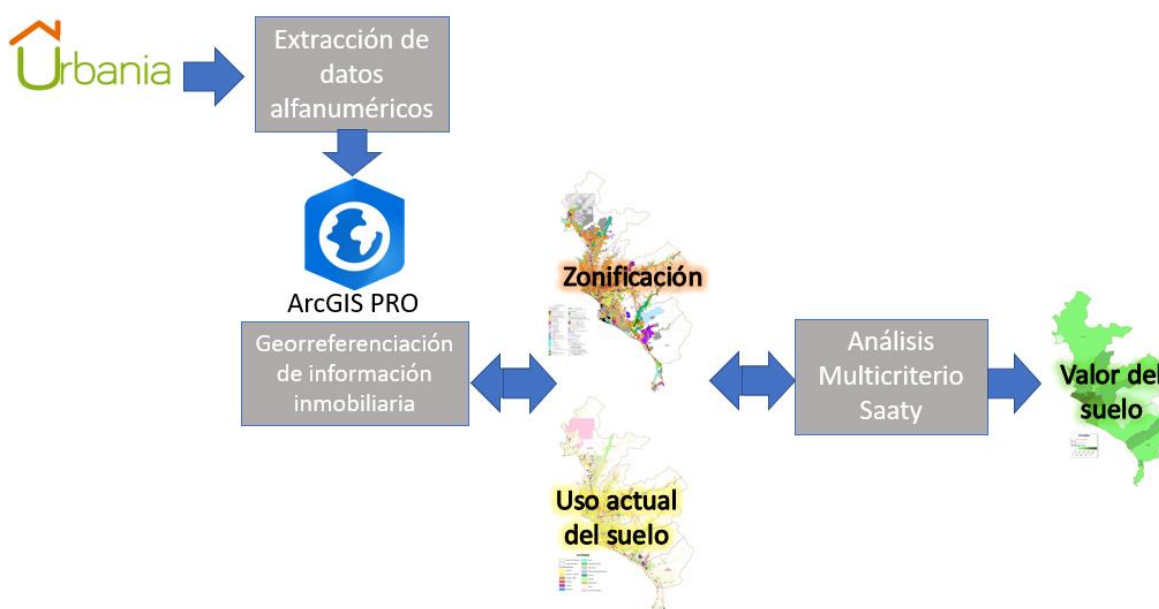 Urbania
Extracción de
datos
alfanuméricos
ArcGIS PRO
Georreferenciación
de información
inmobiliaria
Zonificación
Uso actual
del suelo
Análisis
Multicriterio
Saaty
Valor del
suelo